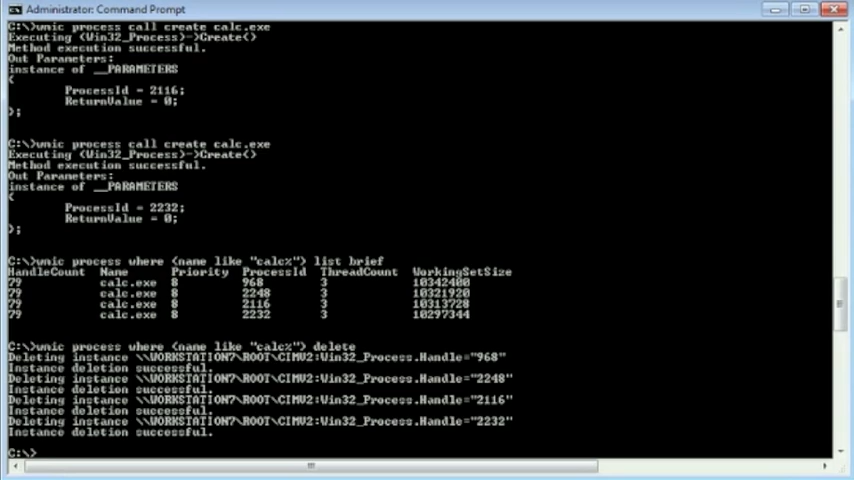 Administrator: Command Prompt
C:\>wmic process call create calc.exe
Executing (Win32_Process)->Create()
Method execution successful.
Out Parameters:
instance of __PARAMETERS
{
        ProcessId = 2116;
        ReturnValue = 0;
};
C:\>wmic process call create calc.exe
Executing (Win32_Process)->Create()
Method execution successful.
Out Parameters:
instance of __PARAMETERS
{
        ProcessId = 2232;
        ReturnValue = 0;
};
C:\>wmic process where (name like "calc%") list brief
HandleCount  Name      Priority  ProcessId  ThreadCount  WorkingSetSize
79           calc.exe  8         968        3            10342400
79           calc.exe  8         2248       3            10321920
79           calc.exe  8         2116       3            10313728
79           calc.exe  8         2232       3            10297344
C:\>wmic process where (name like "calc%") delete
Deleting instance \\WORKSTATION7\ROOT\CIMV2:Win32_Process.Handle="968"
Instance deletion successful.
Deleting instance \\WORKSTATION7\ROOT\CIMV2:Win32_Process.Handle="2248"
Instance deletion successful.
Deleting instance \\WORKSTATION7\ROOT\CIMV2:Win32_Process.Handle="2116"
Instance deletion successful.
Deleting instance \\WORKSTATION7\ROOT\CIMV2:Win32_Process.Handle="2232"
Instance deletion successful.
C:\>